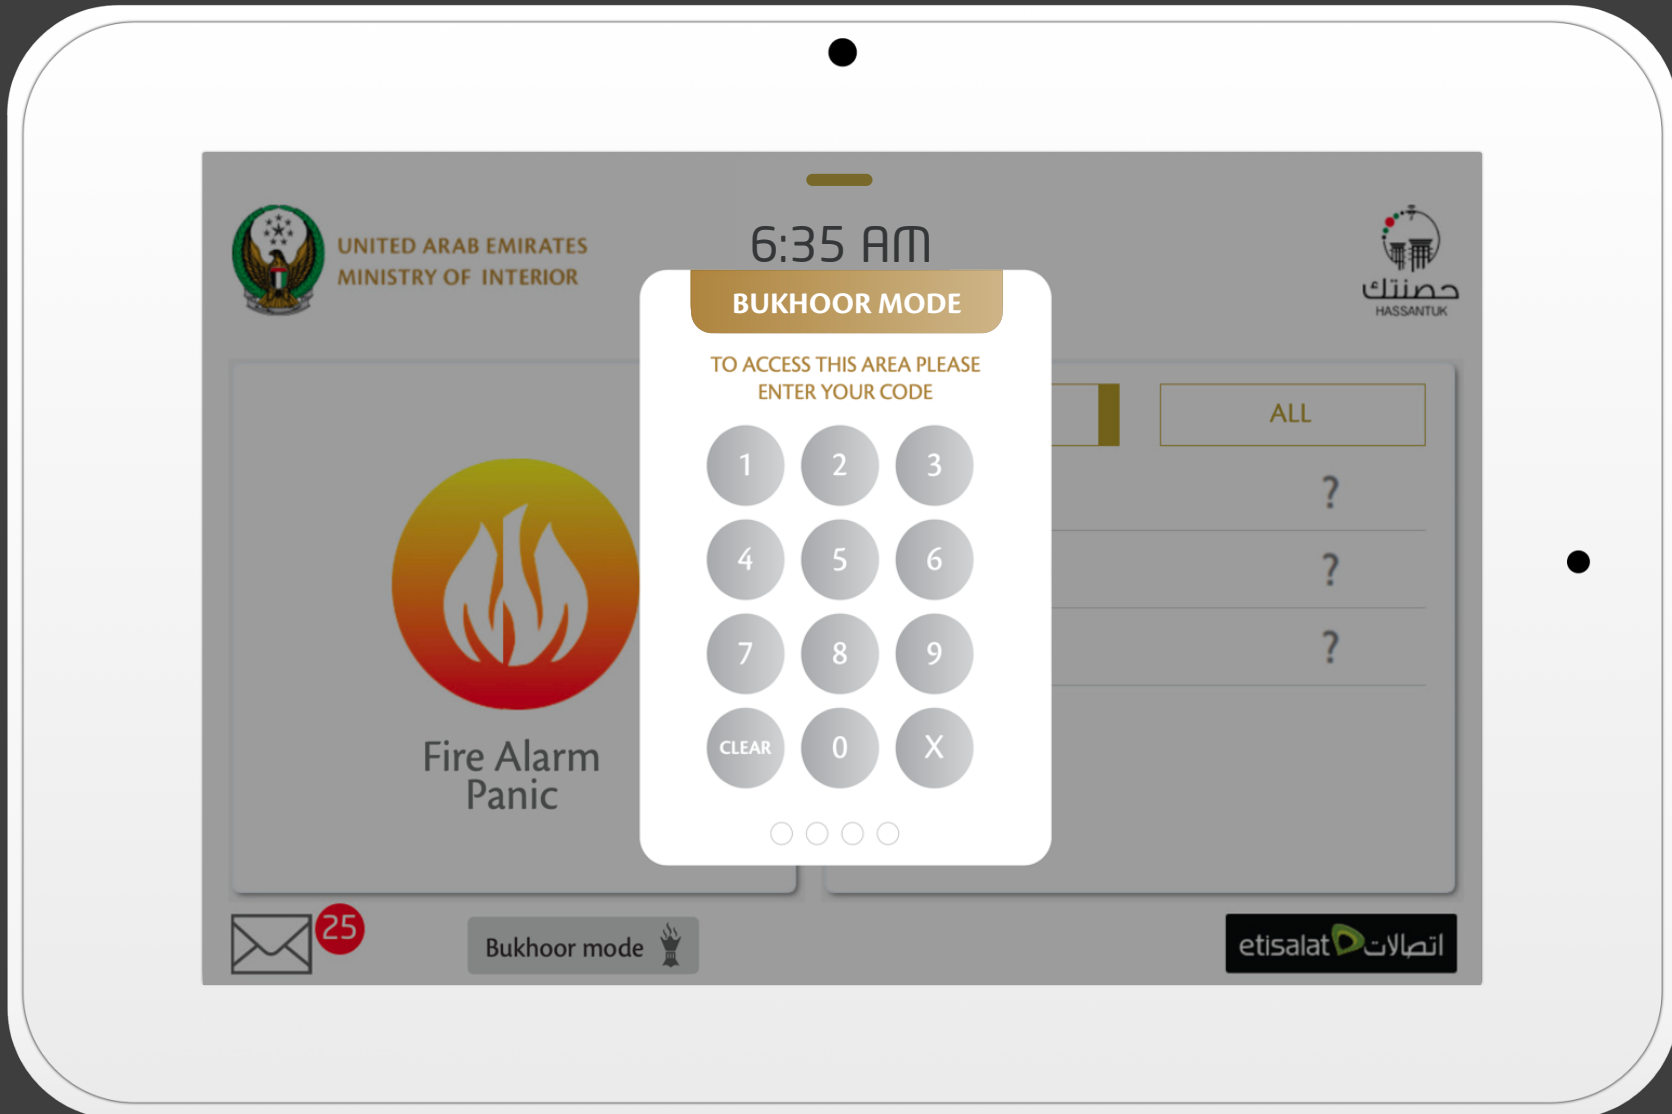 UNITED ARAB EMIRATES
MINISTRY OF INTERIOR
6:35 AM
حصنتك
HASSANTUK
BUKHOOR MODE
TO ACCESS THIS AREA PLEASE
ENTER YOUR CODE
1 2 3
4 5 6
7 8 9
CLEAR 0 X
ALL
?
?
?
Fire Alarm
Panic
25
Bukhoor mode
etisalat اتصالات